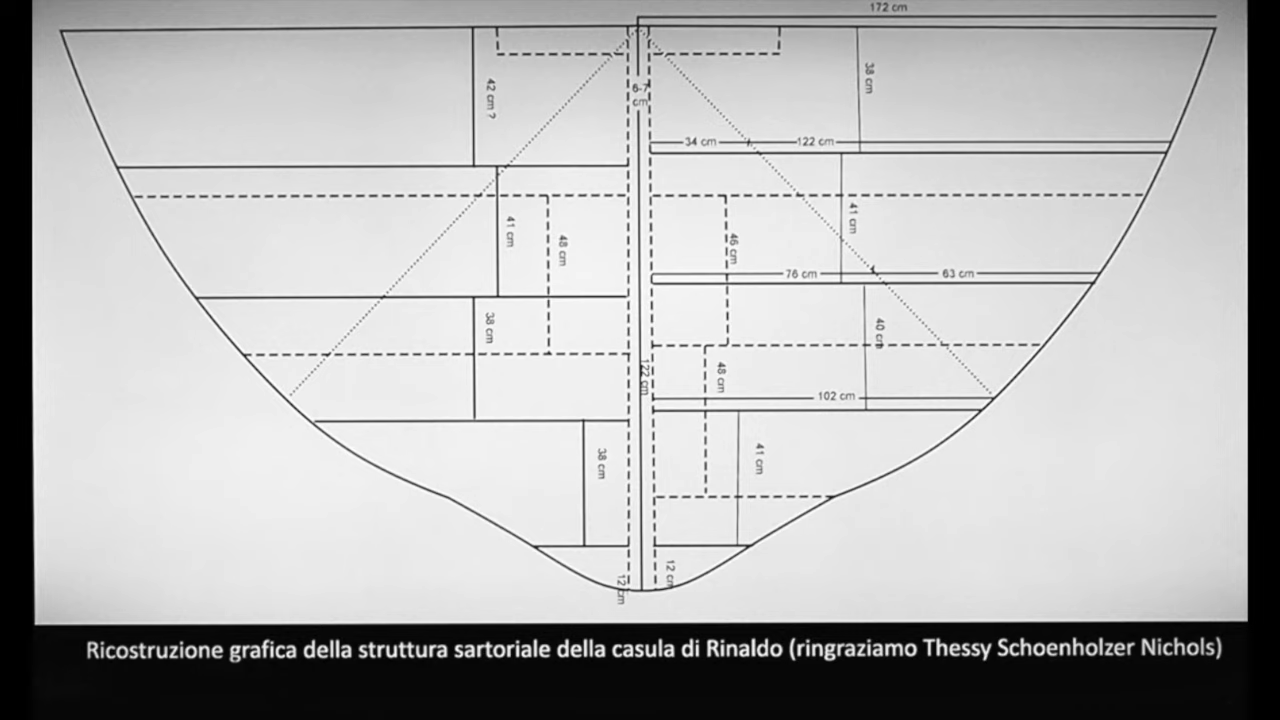 172 cm
42 cm ?
6-7
cm
38 cm
34 cm
122 cm
41 cm
48 cm
46 cm
41 cm
76 cm
63 cm
38 cm
40 cm
122 cm
48 cm
102 cm
38 cm
41 cm
12 cm
12 cm
Ricostruzione grafica della struttura sartoriale della casula di Rinaldo (ringraziamo Thessy Schoenholzer Nichols)